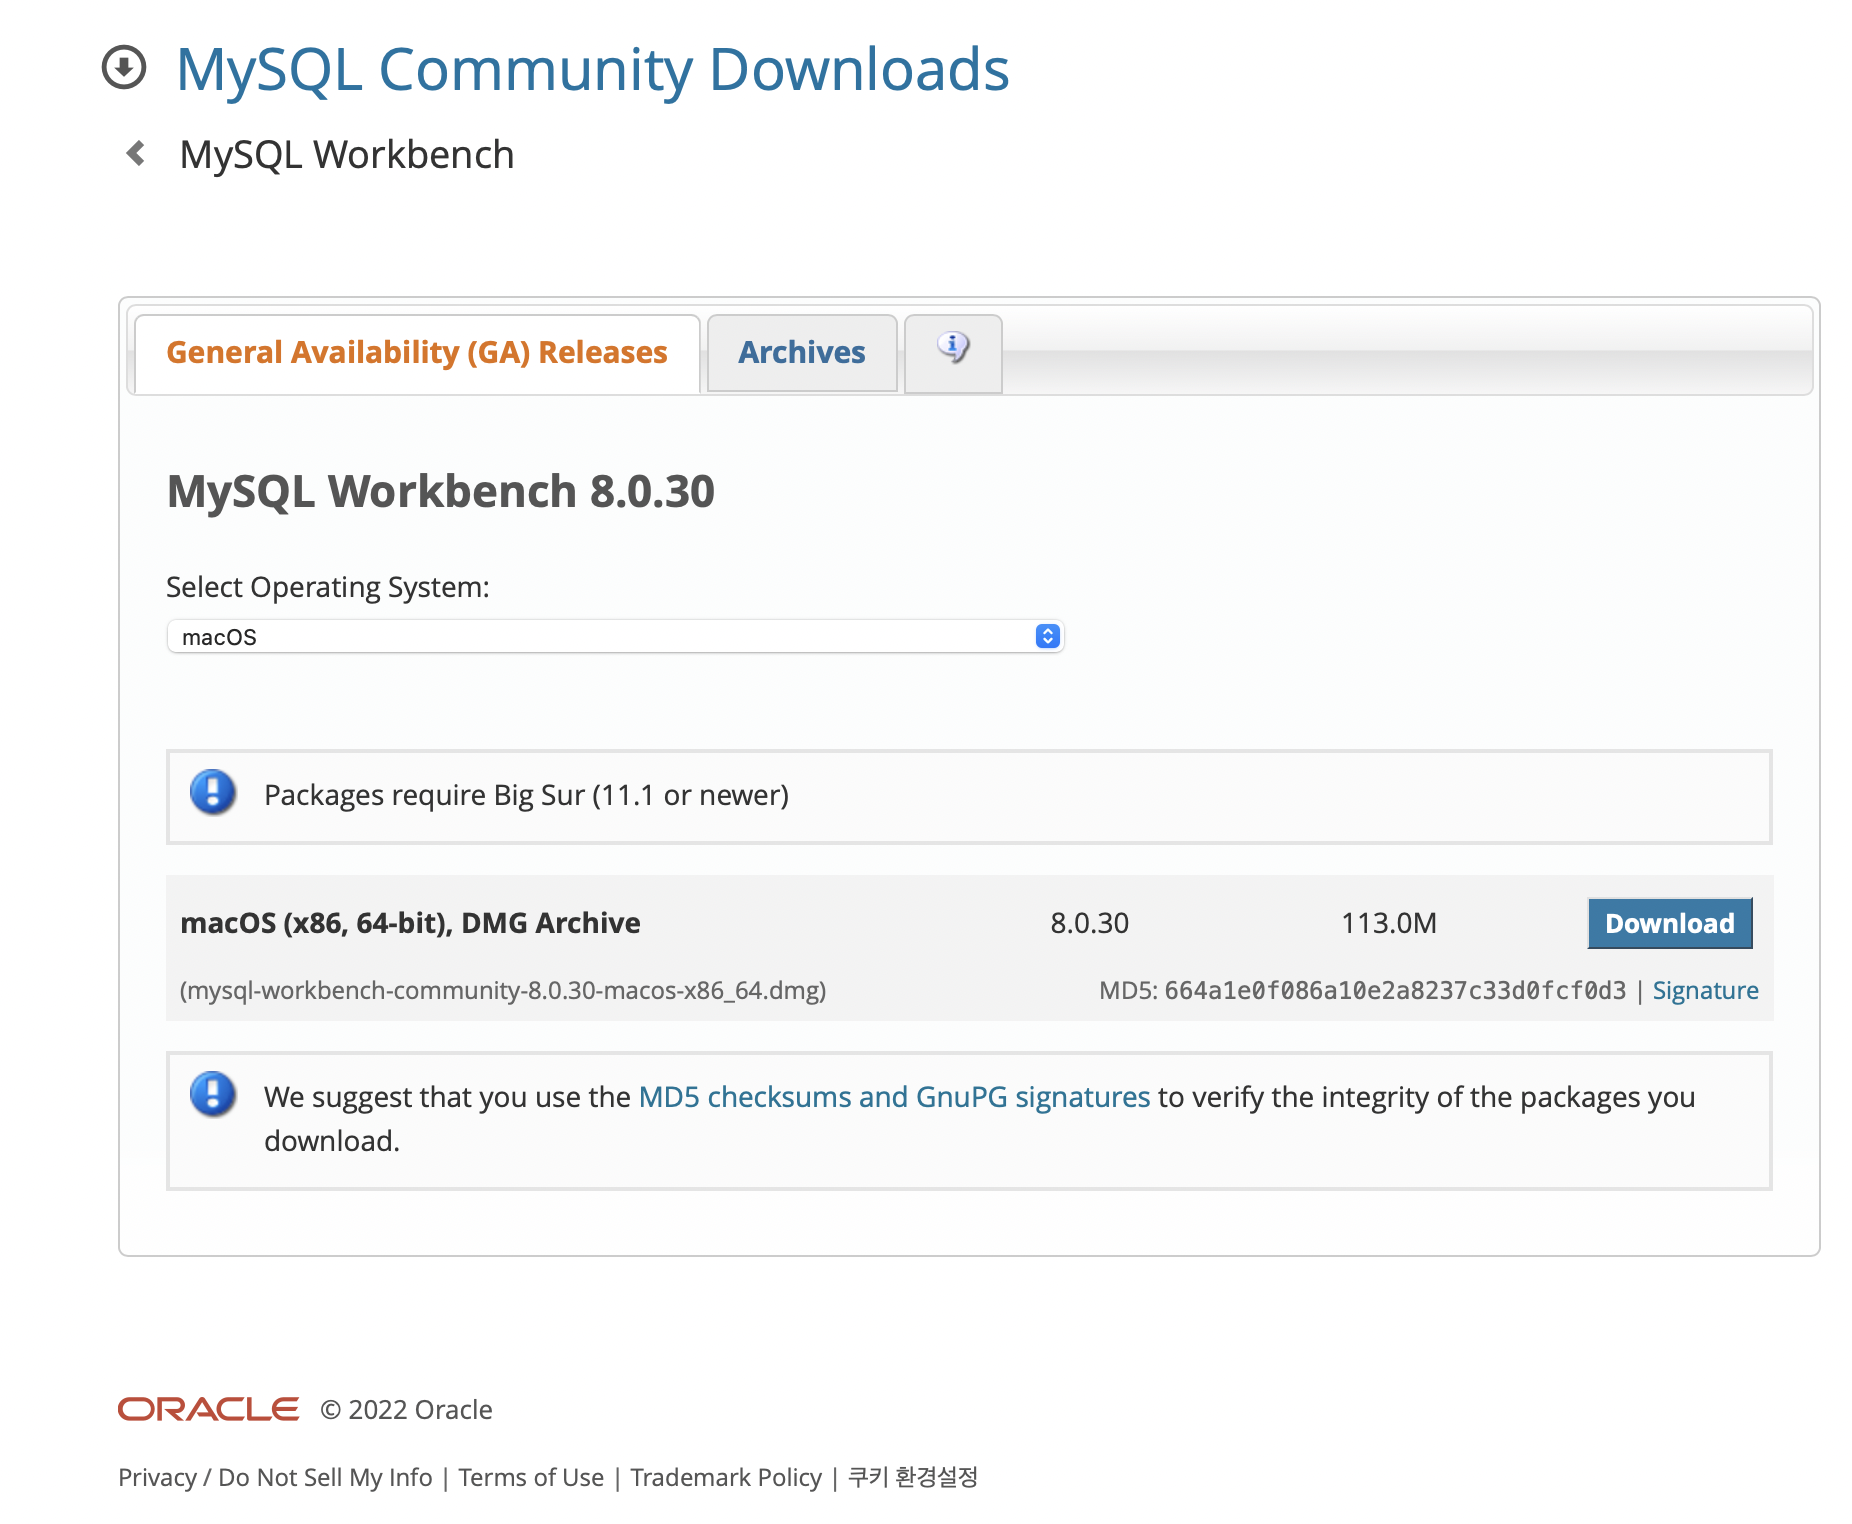 MySQL Community Downloads
MySQL Workbench
General Availability (GA) Releases
Archives
MySQL Workbench 8.0.30
Select Operating System:
macOS
Packages require Big Sur (11.1 or newer)
macOS (x86, 64-bit), DMG Archive 8.0.30 113.0M Download
(mysql-workbench-community-8.0.30-macos-x86_64.dmg) MD5: 664a1e0f086a10e2a8237c33d0fcf0d3 | Signature
We suggest that you use the MD5 checksums and GnuPG signatures to verify the integrity of the packages you
download.
ORACLE © 2022 Oracle
Privacy / Do Not Sell My Info | Terms of Use | Trademark Policy | 쿠키 환경설정